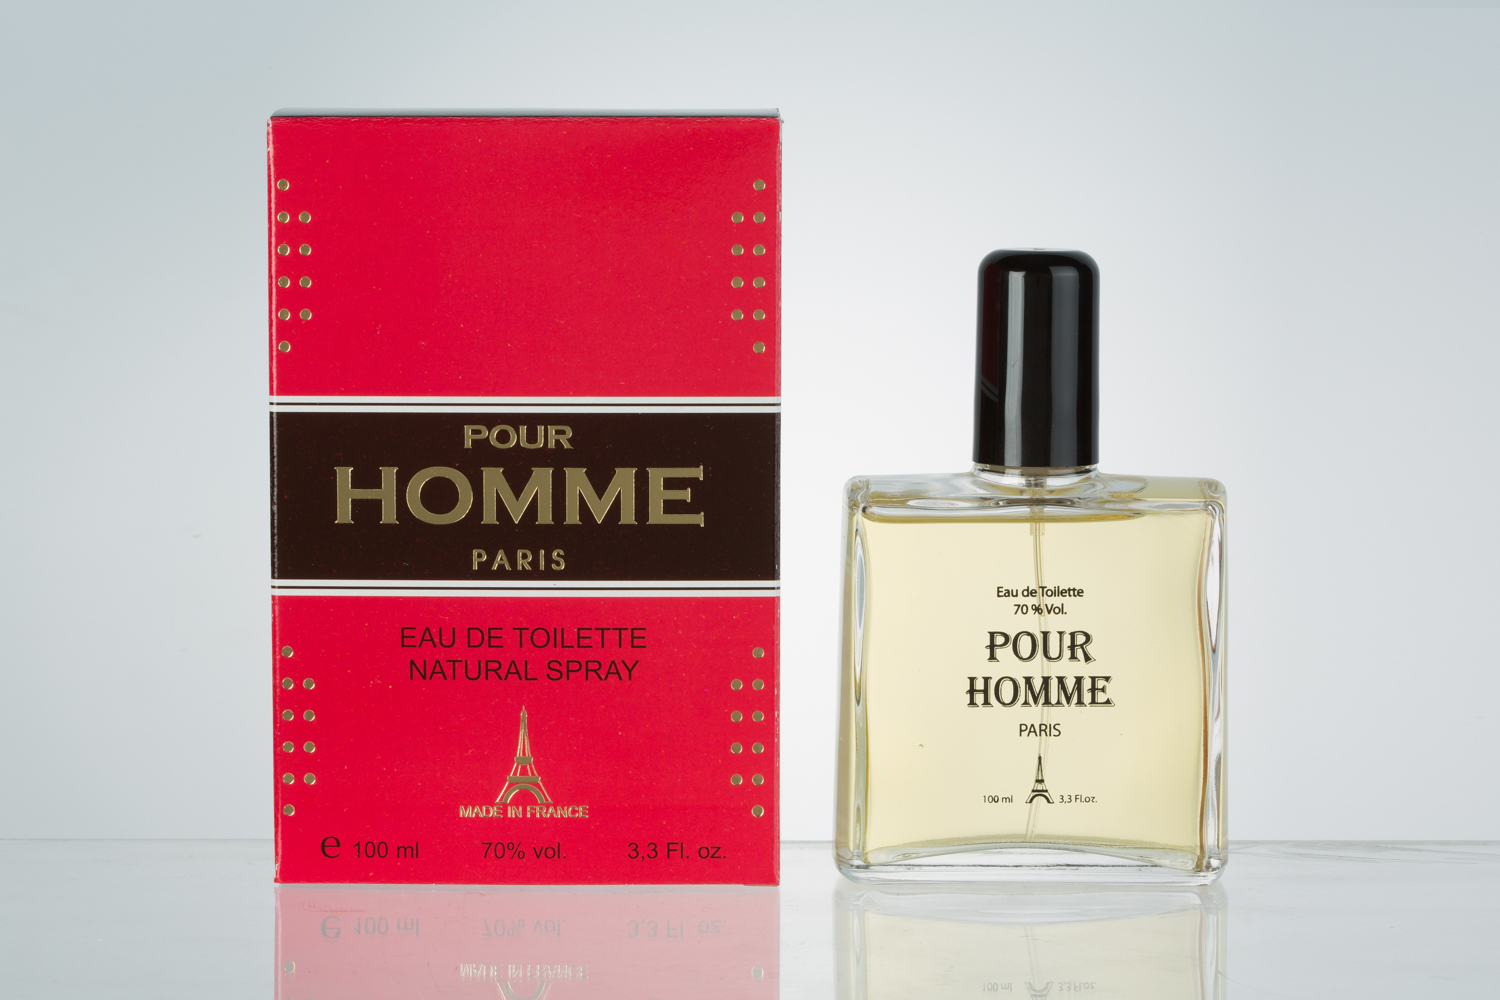 POUR
HOMME
PARIS
EAU DE TOILETTE
NATURAL SPRAY
MADE IN FRANCE
e 100 ml 70% vol. 3,3 Fl. oz.
Eau de Toilette
70 % Vol.
POUR
HOMME
PARIS
100 ml 3,3 Fl.oz.